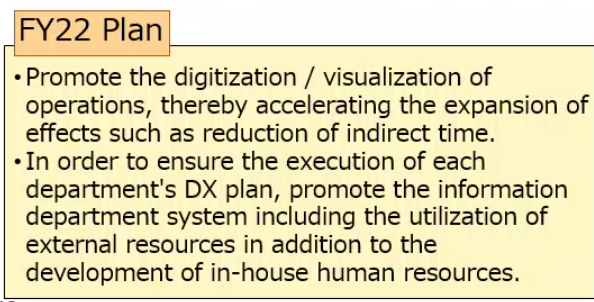 FY22 Plan
・Promote the digitization / visualization of
operations, thereby accelerating the expansion of
effects such as reduction of indirect time.
・In order to ensure the execution of each
department's DX plan, promote the information
department system including the utilization of
external resources in addition to the
development of in-house human resources.